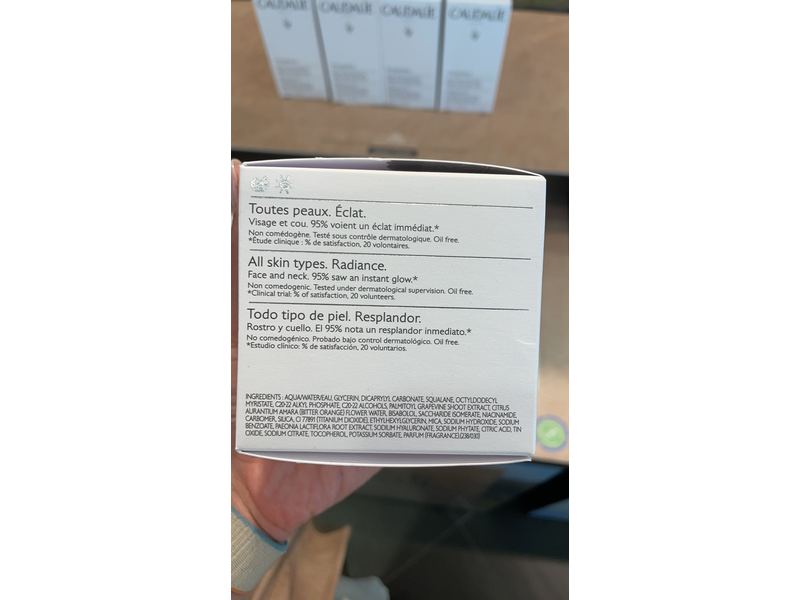 CAUDALIE CAUDALIE CAUDALIE CAUDALIE
Toutes peaux. Éclat.
Visage et cou. 95% voient un éclat immédiat.*
Non comédogène. Testé sous contrôle dermatologique. Oil free.
*Étude clinique : % de satisfaction, 20 volontaires.
All skin types. Radiance.
Face and neck. 95% saw an instant glow.*
Non comedogenic. Tested under dermatological supervision. Oil free.
*Clinical trial: % of satisfaction, 20 volunteers.
Todo tipo de piel. Resplandor.
Rostro y cuello. El 95% nota un resplandor inmediato.*
No comedogénico. Probado bajo control dermatológico. Oil free.
*Estudio clínico: % de satisfacción, 20 voluntarios.
INGREDIENTS : AQUA/WATER/EAU, GLYCERIN, DICAPRYLYL CARBONATE, SQUALANE, OCTYLDODECYL
MYRISTATE, C20-22 ALKYL PHOSPHATE, C20-22 ALCOHOLS, PALMITOYL GRAPEVINE SHOOT EXTRACT, CITRUS
AURANTIUM AMARA (BITTER ORANGE) FLOWER WATER, BISABOLOL, SACCHARIDE ISOMERATE, NIACINAMIDE,
CARBOMER, SILICA, CI 77891 (TITANIUM DIOXIDE), ETHYLHEXYLGLYCERIN, MICA, SODIUM HYDROXIDE, SODIUM
BENZOATE, PAEONIA LACTIFLORA ROOT EXTRACT, SODIUM HYALURONATE, SODIUM PHYTATE, CITRIC ACID, TIN
OXIDE, SODIUM CITRATE, TOCOPHEROL, POTASSIUM SORBATE, PARFUM (FRAGRANCE).(238/030)